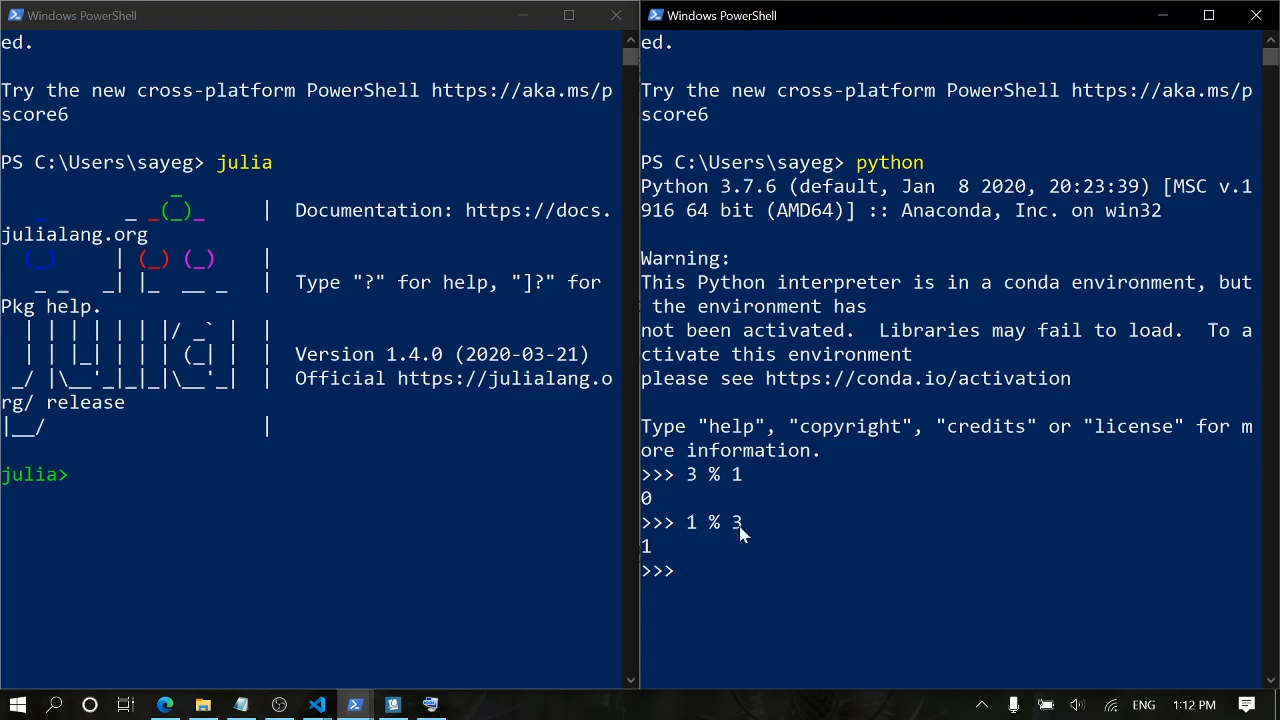 Windows PowerShell
ed.
Try the new cross-platform PowerShell https://aka.ms/p
score6
PS C:\Users\sayeg> julia
               _
   _       _ _(_)_     |  Documentation: https://docs.
julialang.org
  (_)     | (_) (_)    |
   _ _   _| |_  __ _   |  Type "?" for help, "]?" for
Pkg help.
  | | | | | | |/ _` |  |
  | | |_| | | | (_| |  |  Version 1.4.0 (2020-03-21)
 _/ |\__'_|_|_|\__'_|  |  Official https://julialang.o
rg/ release
|__/                   |
julia>
Windows PowerShell
ed.
Try the new cross-platform PowerShell https://aka.ms/p
score6
PS C:\Users\sayeg> python
Python 3.7.6 (default, Jan  8 2020, 20:23:39) [MSC v.1
916 64 bit (AMD64)] :: Anaconda, Inc. on win32
Warning:
This Python interpreter is in a conda environment, but
 the environment has
not been activated.  Libraries may fail to load.  To a
ctivate this environment
please see https://conda.io/activation
Type "help", "copyright", "credits" or "license" for m
ore information.
>>> 3 % 1
0
>>> 1 % 3
1
>>>
ENG
1:12 PM